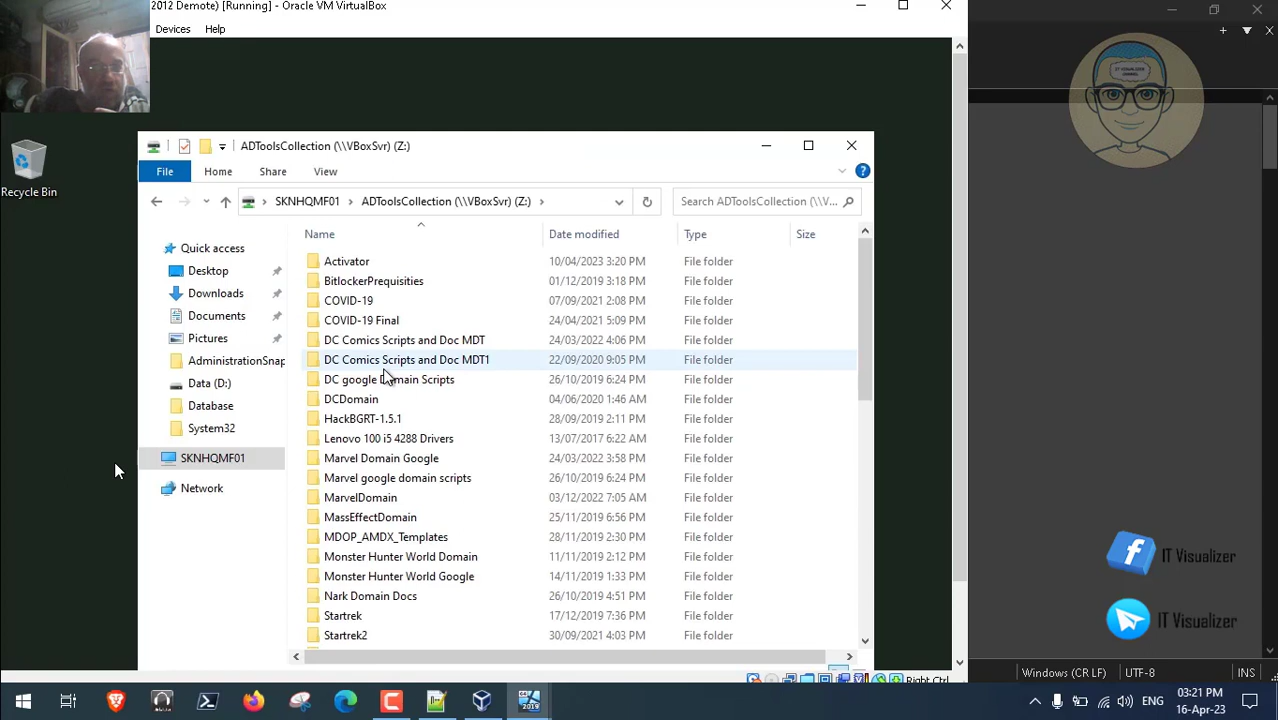 2012 Demote) [Running] - Oracle VM VirtualBox
Devices Help
IT VISUALIZER
CHANNEL
Recycle Bin
ADToolsCollection (\\VBoxSvr) (Z:)
File Home Share View
SKNHQMF01 ADToolsCollection (\\VBoxSvr) (Z:) Search ADToolsCollection (\\V...
Name Date modified Type Size
Quick access
Desktop
Downloads
Documents
Pictures
AdministrationSnap
Data (D:)
Database
System32
SKNHQMF01
Network
Activator 10/04/2023 3:20 PM File folder
BitlockerPrequisities 01/12/2019 3:18 PM File folder
COVID-19 07/09/2021 2:08 PM File folder
COVID-19 Final 24/04/2021 5:09 PM File folder
DC Comics Scripts and Doc MDT 24/03/2022 4:06 PM File folder
DC Comics Scripts and Doc MDT1 22/09/2020 9:05 PM File folder
DC google Domain Scripts 26/10/2019 6:24 PM File folder
DCDomain 04/06/2020 1:46 AM File folder
HackBGRT-1.5.1 28/09/2019 2:11 PM File folder
Lenovo 100 i5 4288 Drivers 13/07/2017 6:22 AM File folder
Marvel Domain Google 24/03/2022 3:58 PM File folder
Marvel google domain scripts 26/10/2019 6:24 PM File folder
MarvelDomain 03/12/2022 7:05 AM File folder
MassEffectDomain 25/11/2019 6:56 PM File folder
MDOP_AMDX_Templates 28/11/2019 2:30 PM File folder
Monster Hunter World Domain 11/11/2019 2:12 PM File folder
Monster Hunter World Google 14/11/2019 1:33 PM File folder
Nark Domain Docs 26/10/2019 4:51 PM File folder
Startrek 17/12/2019 7:36 PM File folder
Startrek2 30/09/2021 4:03 PM File folder
IT Visualizer
IT Visualizer
Right Ctrl
Windows (CR LF) UTF-8 INS
2019
ENG
03:21 PM
16-Apr-23